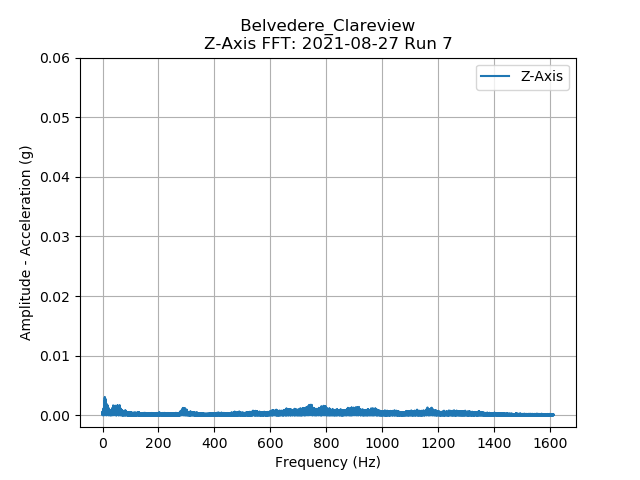 Belvedere_Clareview
Z-Axis FFT: 2021-08-27 Run 7
Z-Axis
0.06
0.05
0.04
0.03
0.02
0.01
0.00
Amplitude - Acceleration (g)
0 200 400 600 800 1000 1200 1400 1600
Frequency (Hz)